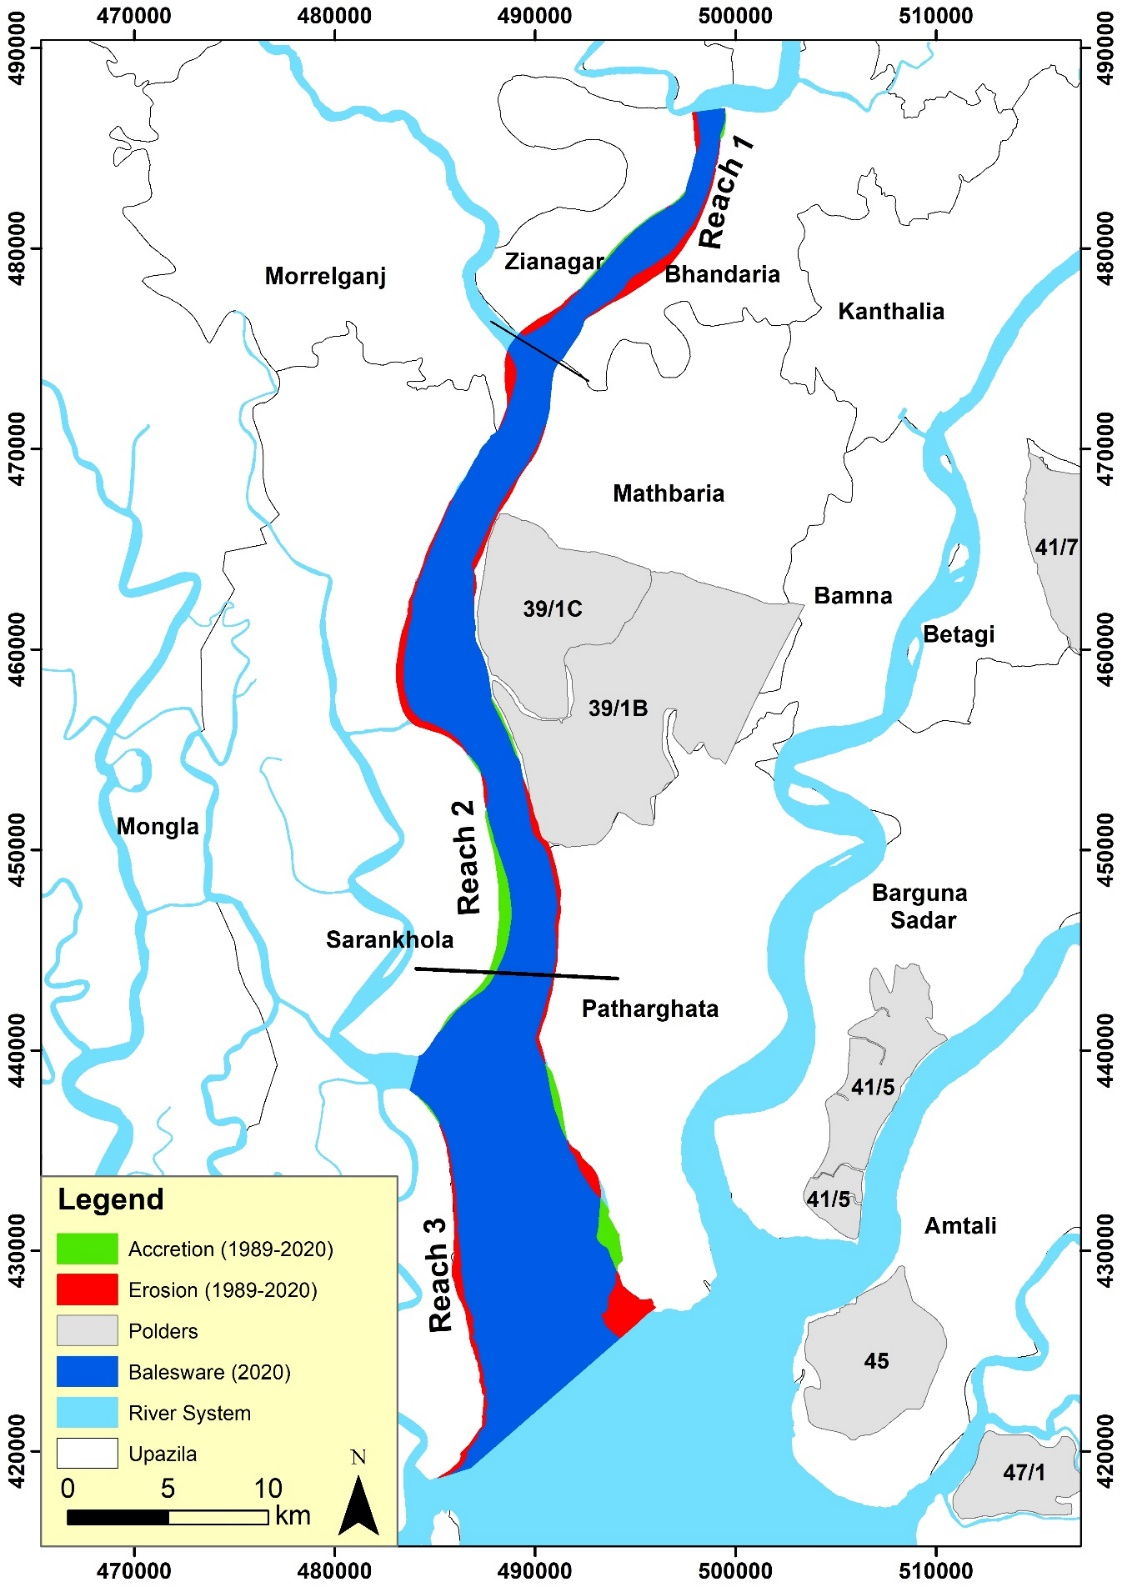 470000 480000 490000 500000 510000
490000 490000
Reach 1
480000 480000
Zianagar
Morrelganj
Bhandaria
Kanthalia
470000 470000
Mathbaria
41/7
39/1C
Bamna
Betagi
460000 460000
39/1B
Reach 2
Mongla
450000 450000
Barguna
Sadar
Sarankhola
Patharghata
440000 440000
41/5
41/5
Amtali
Reach 3
430000 430000
45
420000 420000
47/1
Legend
Accretion (1989-2020)
Erosion (1989-2020)
Polders
Balesware (2020)
River System
Upazila
N
0 5 10
km
470000 480000 490000 500000 510000